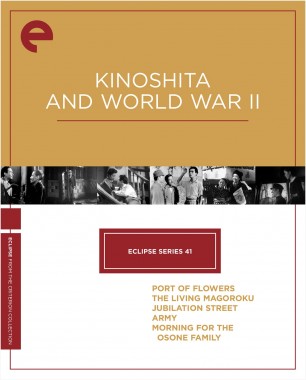 e
KINOSHITA
AND WORLD WAR II
ECLIPSE SERIES 41
PORT OF FLOWERS
THE LIVING MAGOROKU
JUBILATION STREET
ARMY
MORNING FOR THE
OSONE FAMILY
ECLIPSE FROM THE CRITERION COLLECTION